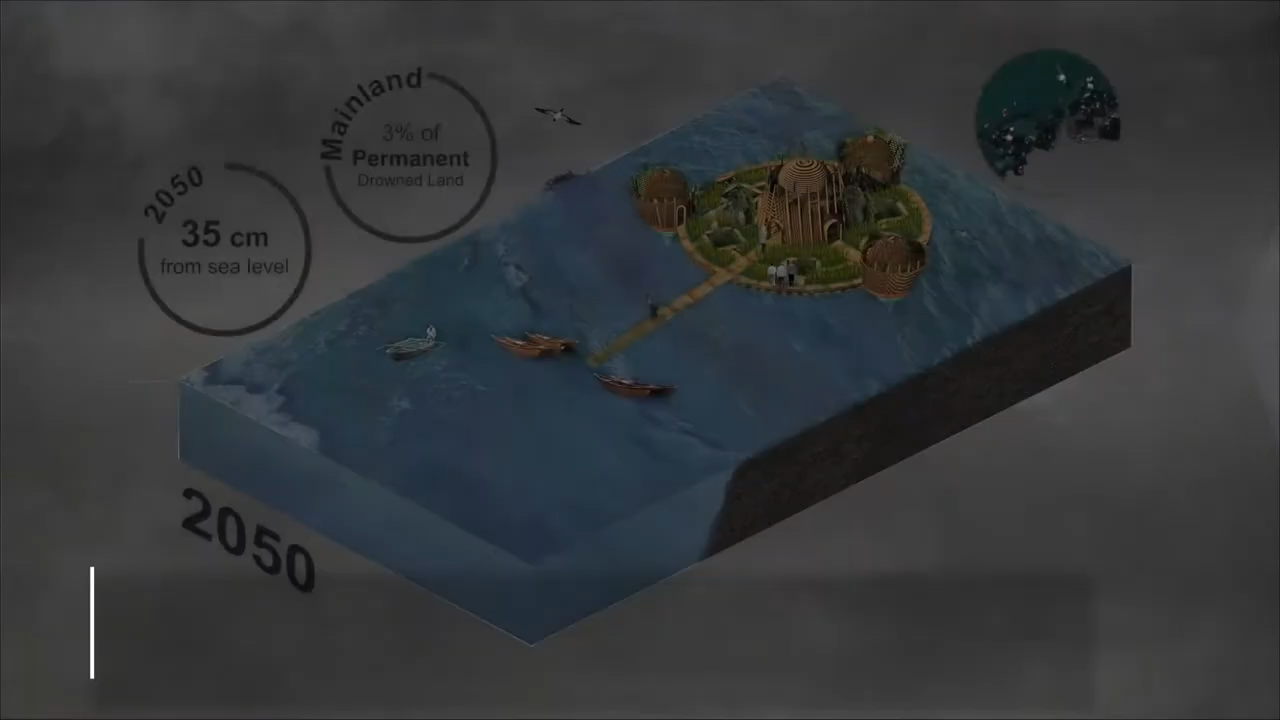 Mainland
3% of
Permanent
Drowned Land
2050
35 cm
from sea level
2050